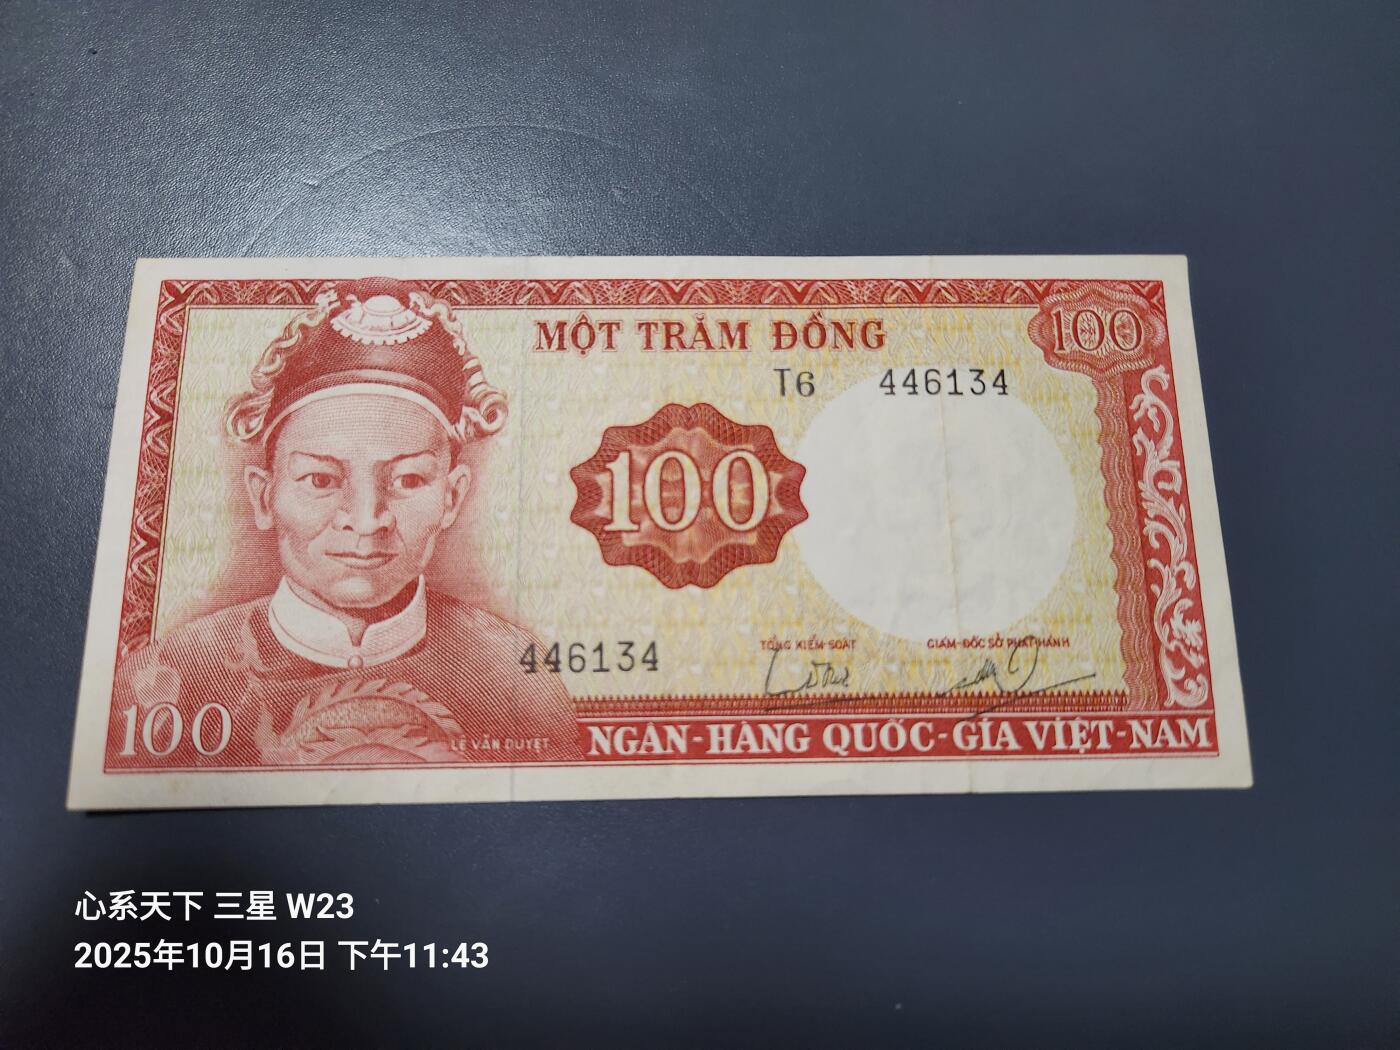 MỘT TRĂM ĐỒNG
100
T6 446134
100
446134
TỔNG KIỂM-SOÁT
GIÁM-ĐỐC SỞ PHÁT-HÀNH
100
LÊ VĂN DUYỆT
NGÂN-HÀNG QUỐC-GIA VIỆT-NAM
心系天下 三星 W23
2025年10月16日 下午11:43